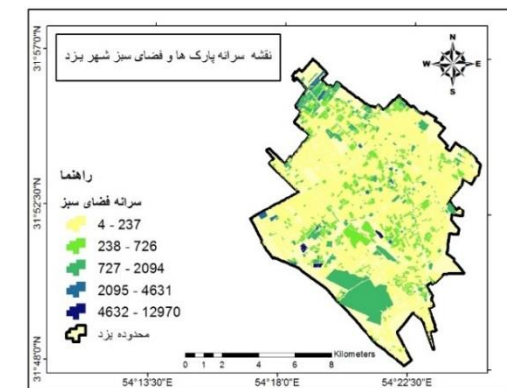 نقشه سرانه پارک ها و فضای سبز شهر یزد
N
W
E
S
راهنما
سرانه فضای سبز
4 - 237
238 - 726
727 - 2094
2095 - 4631
4632 - 12970
محدوده یزد
31°57'0"N
31°52'30"N
31°48'0"N
0 1 2 4 6 8 Kilometers
54°13'30"E 54°18'0"E 54°22'30"E